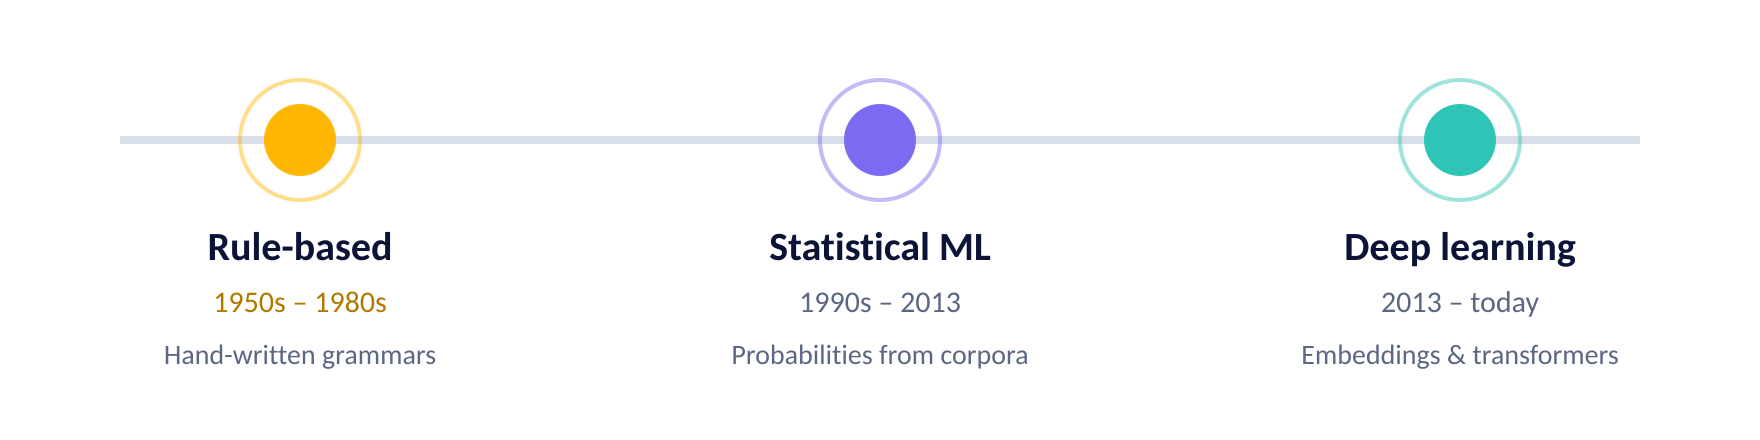 Rule-based
1950s – 1980s
Hand-written grammars
Statistical ML
1990s – 2013
Probabilities from corpora
Deep learning
2013 – today
Embeddings & transformers